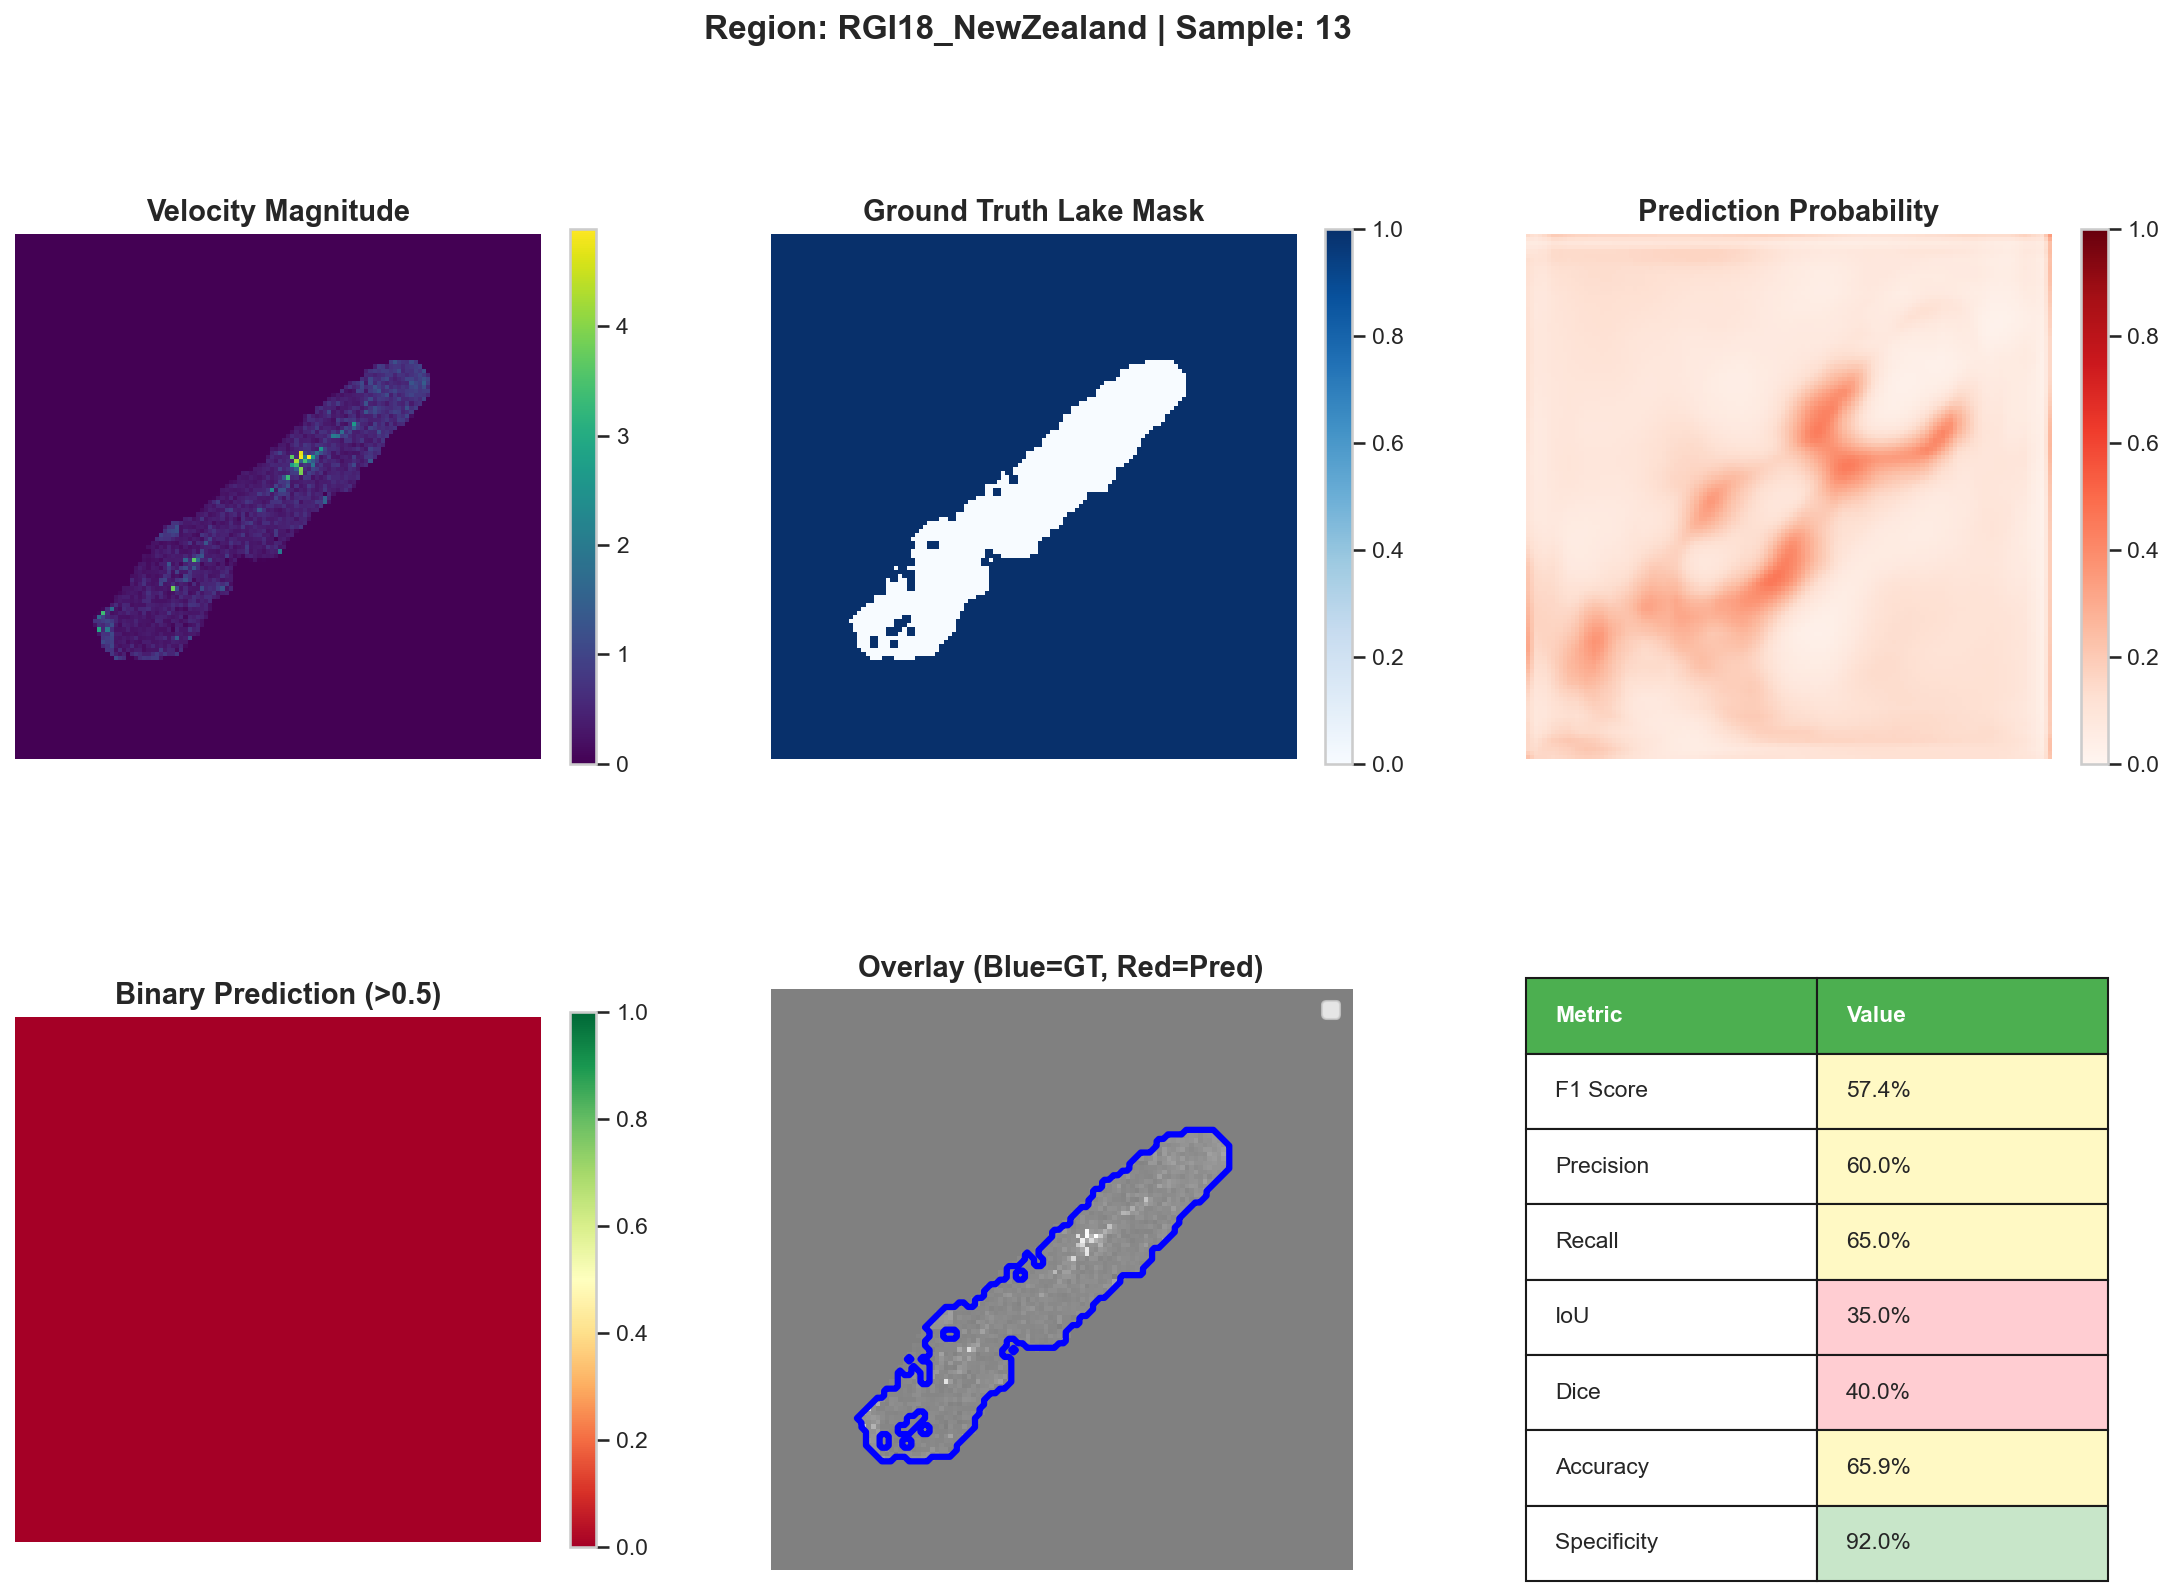 Region: RGI18_NewZealand | Sample: 13
Velocity Magnitude
4
3
2
1
0
Ground Truth Lake Mask
1.0
0.8
0.6
0.4
0.2
0.0
Prediction Probability
1.0
0.8
0.6
0.4
0.2
0.0
Binary Prediction (>0.5)
1.0
0.8
0.6
0.4
0.2
0.0
Overlay (Blue=GT, Red=Pred)
Metric Value
F1 Score 57.4%
Precision 60.0%
Recall 65.0%
IoU 35.0%
Dice 40.0%
Accuracy 65.9%
Specificity 92.0%